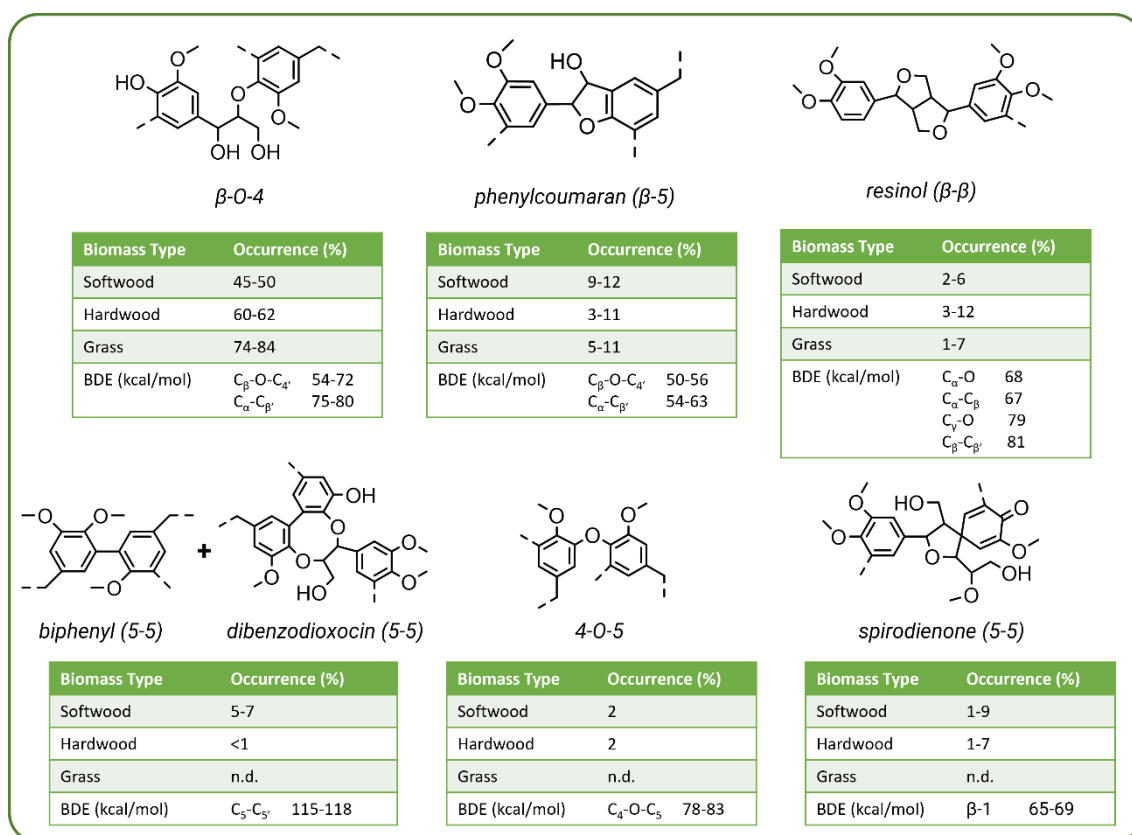 O
O
HO
O
O
OH
HO
β-O-4
Biomass Type Occurrence (%)
Softwood 45-50
Hardwood 60-62
Grass 74-84
BDE (kcal/mol) Cβ-O-C4' 54-72
Cα-Cβ' 75-80
HO
O
O
O
phenylcoumaran (β-5)
Biomass Type Occurrence (%)
Softwood 9-12
Hardwood 3-11
Grass 5-11
BDE (kcal/mol) Cβ-O-C4' 50-56
Cα-Cβ' 54-63
O
O
O
O
O
O
resinol (β-β)
Biomass Type Occurrence (%)
Softwood 2-6
Hardwood 3-12
Grass 1-7
BDE (kcal/mol) Cα-O 68
Cα-Cβ 67
Cγ-O 79
Cβ-Cβ' 81
O
O
O
biphenyl (5-5)
+
OH
O
O
O
O
O
HO
dibenzodioxocin (5-5)
Biomass Type Occurrence (%)
Softwood 5-7
Hardwood <1
Grass n.d.
BDE (kcal/mol) C5-C5' 115-118
O
O
O
4-O-5
Biomass Type Occurrence (%)
Softwood 2
Hardwood 2
Grass n.d.
BDE (kcal/mol) C4-O-C5 78-83
HO
O
O
O
O
O
OH
O
spirodienone (5-5)
Biomass Type Occurrence (%)
Softwood 1-9
Hardwood 1-7
Grass n.d.
BDE (kcal/mol) β-1 65-69